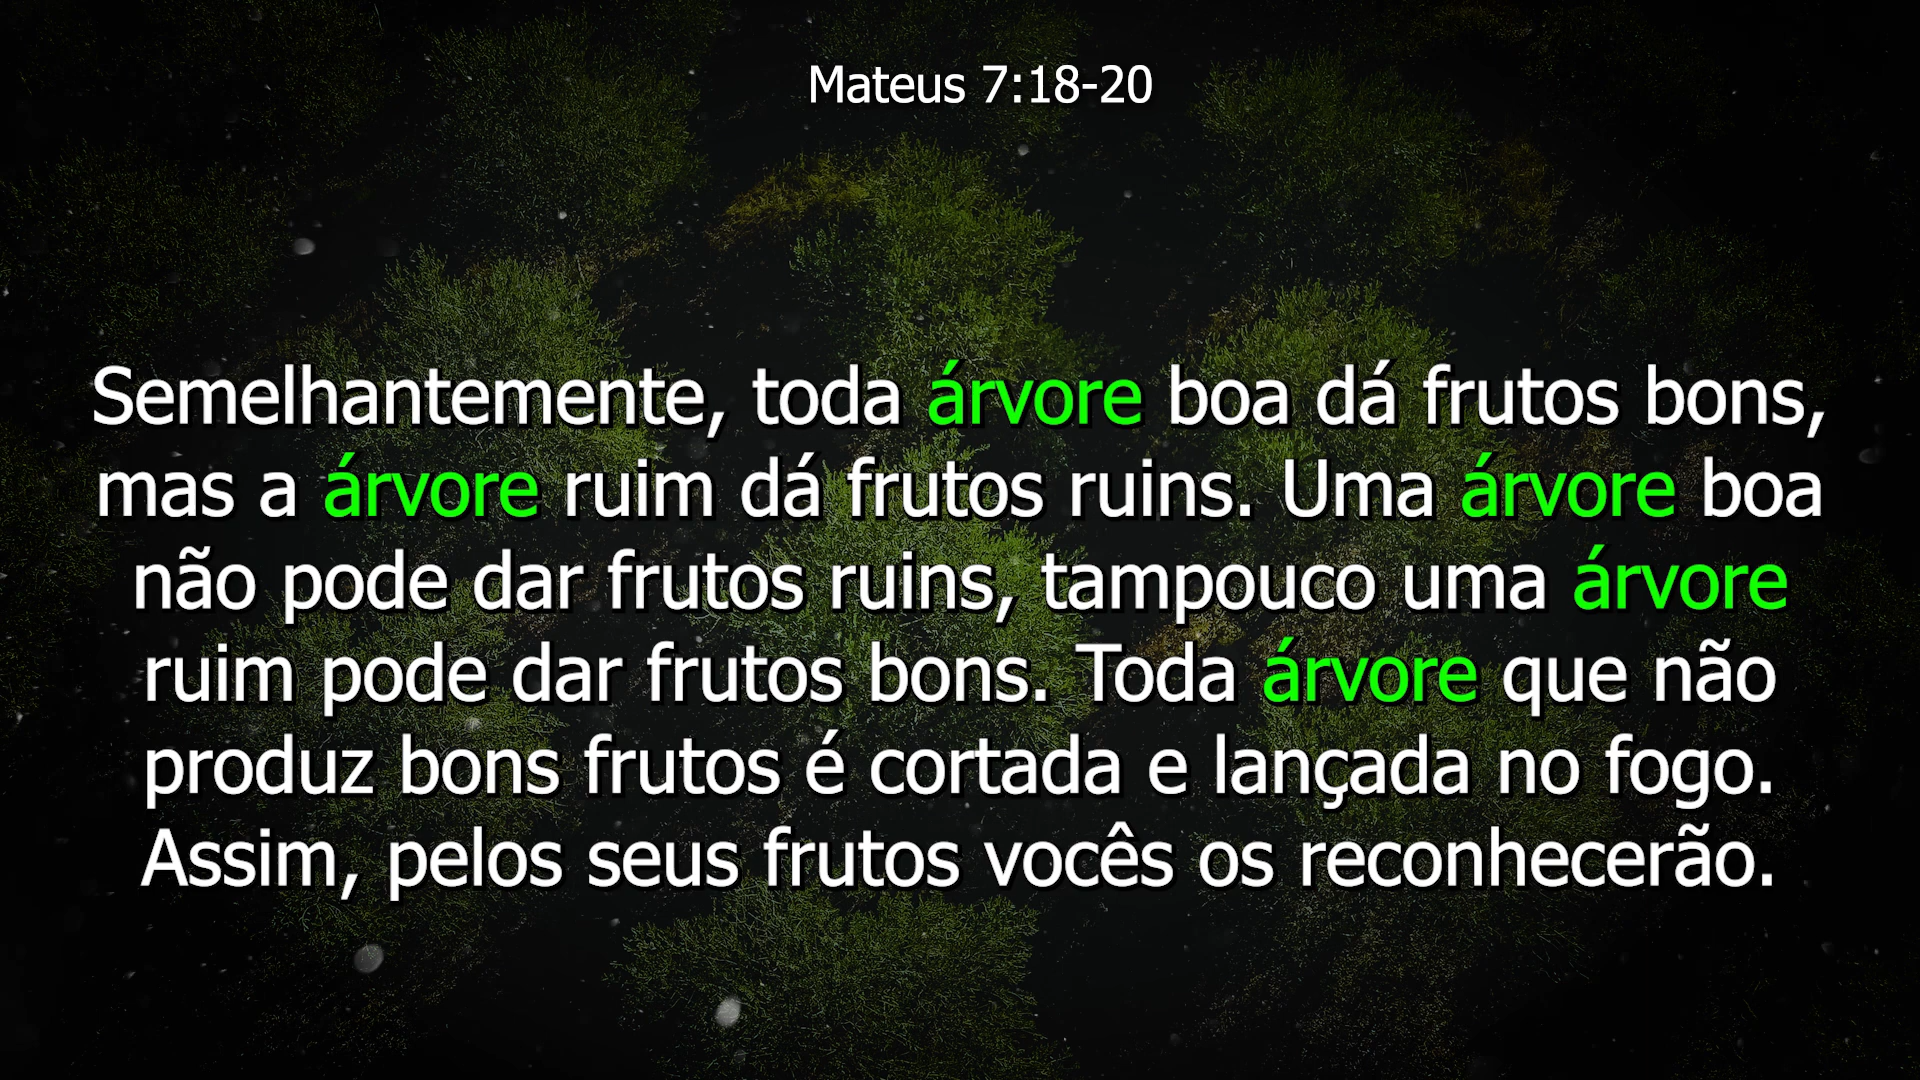 Mateus 7:18-20
Semelhantemente, toda árvore boa dá frutos bons,
mas a árvore ruim dá frutos ruins. Uma árvore boa
não pode dar frutos ruins, tampouco uma árvore
ruim pode dar frutos bons. Toda árvore que não
produz bons frutos é cortada e lançada no fogo.
Assim, pelos seus frutos vocês os reconhecerão.